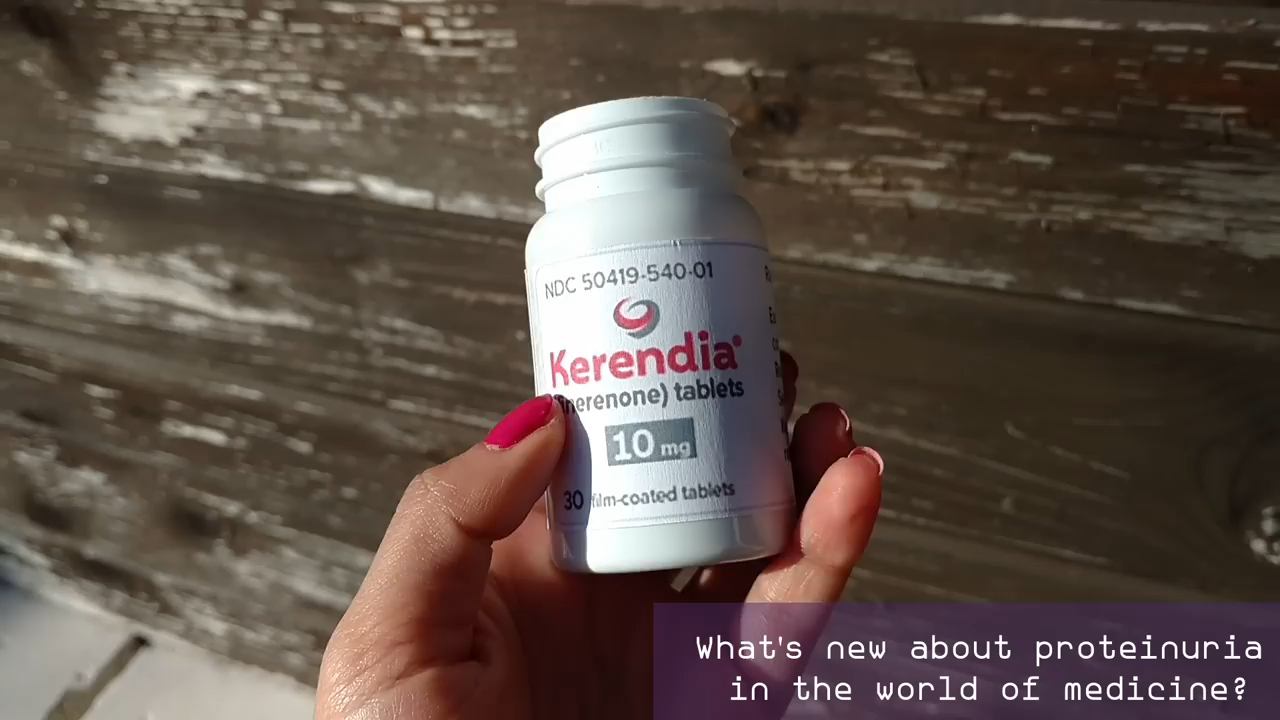 NDC 50419-540-01
Kerendia®
tablets
10 mg
30 film-coated tablets
What's new about proteinuria
in the world of medicine?